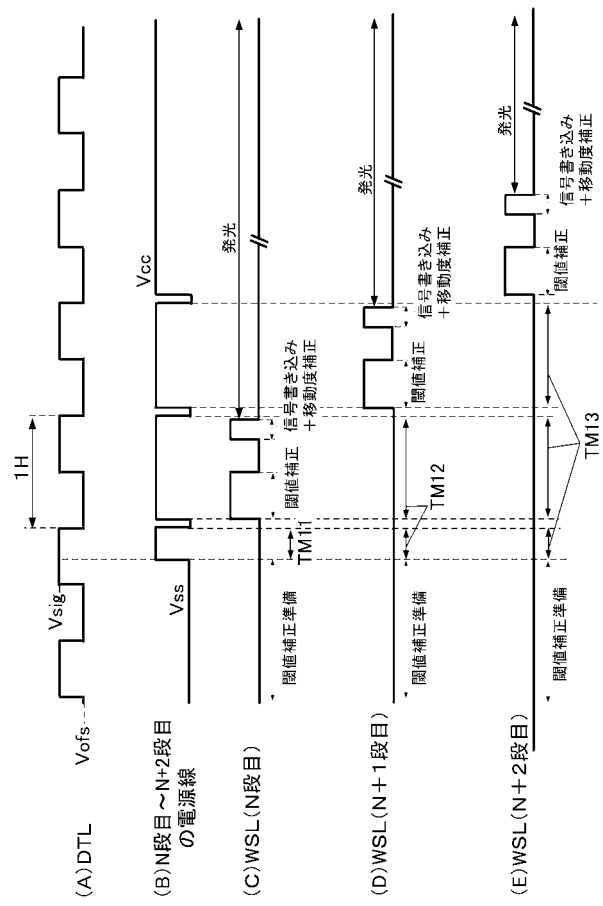 (A)DTL
Vofs
Vsig
1H
(B)N段目～N+2段目
の電源線
Vss
Vcc
(C)WSL(N段目)
閾値補正準備
TM11
閾値補正
信号書き込み
＋移動度補正
発光
(D)WSL(N＋1段目)
閾値補正準備
TM12
閾値補正
信号書き込み
＋移動度補正
発光
(E)WSL(N＋2段目)
閾値補正準備
TM13
閾値補正
信号書き込み
＋移動度補正
発光